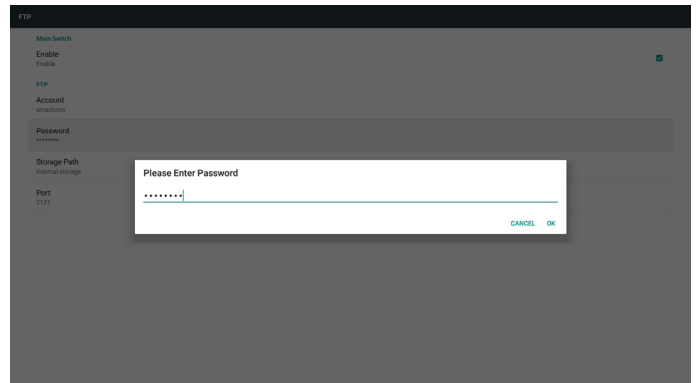 FTP
Main Switch
Enable
Enable
FTP
Account
smartcms
Password
********
Storage Path
Internal storage
Port
2121
Please Enter Password
••••••••
CANCEL OK